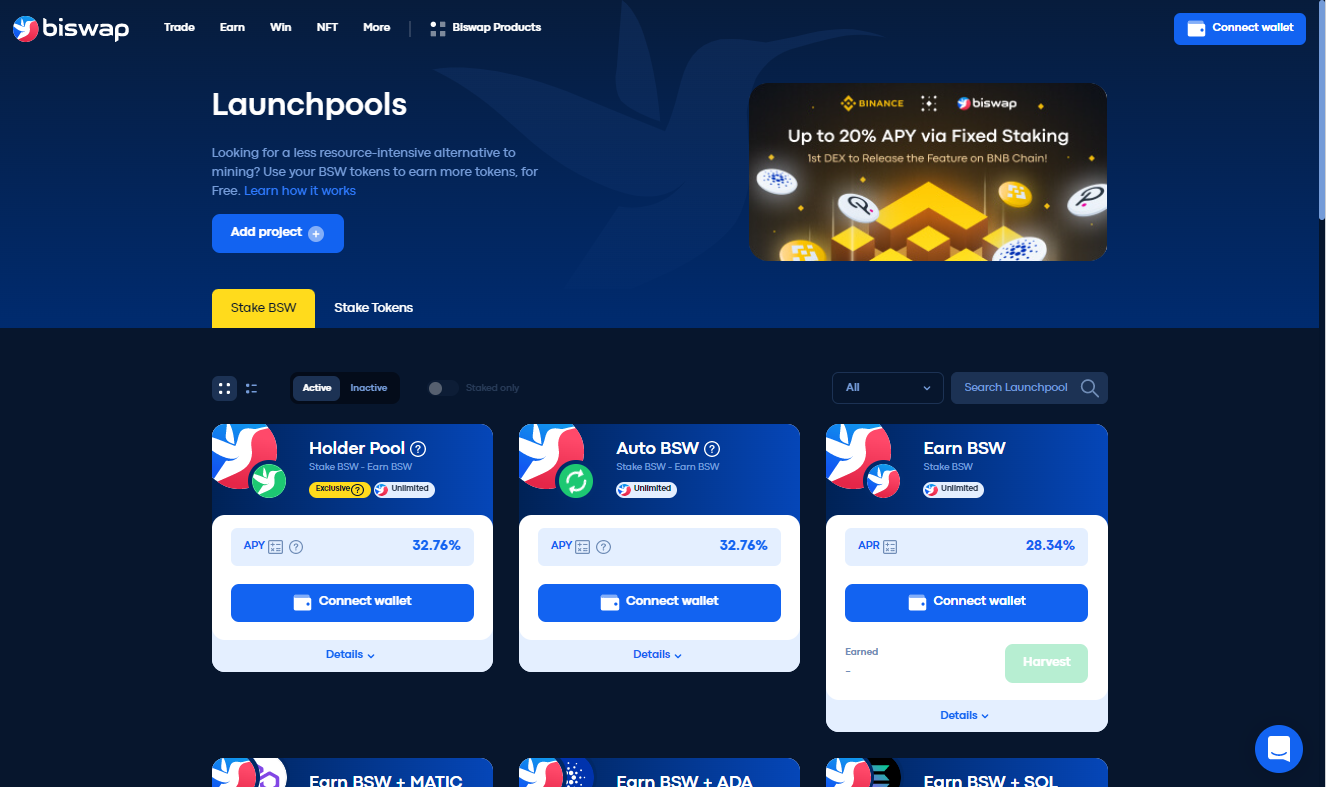 biswap
Trade
Earn
Win
NFT
More
Biswap Products
Connect wallet
Launchpools
Looking for a less resource-intensive alternative to
mining? Use your BSW tokens to earn more tokens, for
Free. Learn how it works
Add project
BINANCE
biswap
Up to 20% APY via Fixed Staking
1st DEX to Release the Feature on BNB Chain!
Stake BSW
Stake Tokens
Active
Inactive
Staked only
All
Search Launchpool
Holder Pool ?
Stake BSW - Earn BSW
Exclusive ?
Unlimited
APY ?
32.76%
Connect wallet
Details
Auto BSW ?
Stake BSW - Earn BSW
Unlimited
APY ?
32.76%
Connect wallet
Details
Earn BSW
Stake BSW
Unlimited
APR
28.34%
Connect wallet
Earned
-
Harvest
Details
Earn BSW + MATIC
Earn BSW + ADA
Earn BSW + SOL